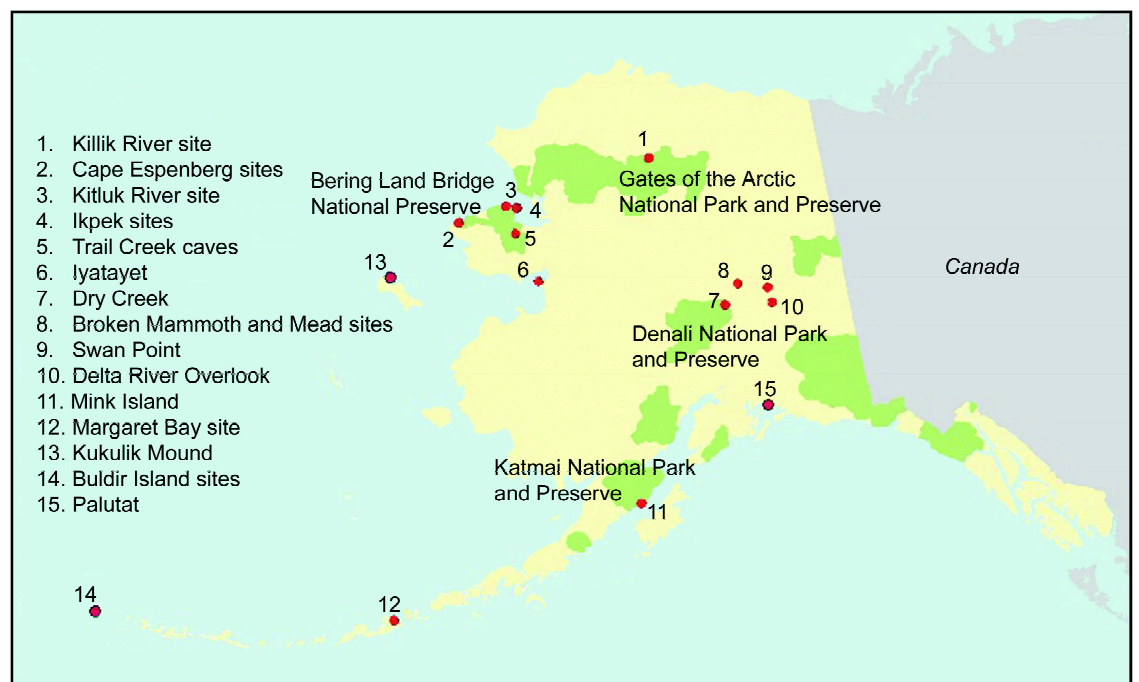 1. Killik River site
2. Cape Espenberg sites
3. Kitluk River site
4. Ikpek sites
5. Trail Creek caves
6. Iyatayet
7. Dry Creek
8. Broken Mammoth and Mead sites
9. Swan Point
10. Delta River Overlook
11. Mink Island
12. Margaret Bay site
13. Kukulik Mound
14. Buldir Island sites
15. Palutat
1
Gates of the Arctic
National Park and Preserve
Bering Land Bridge
National Preserve
3
4
2
5
13
6
Canada
8
9
7
10
Denali National Park
and Preserve
15
Katmai National Park
and Preserve
11
14
12